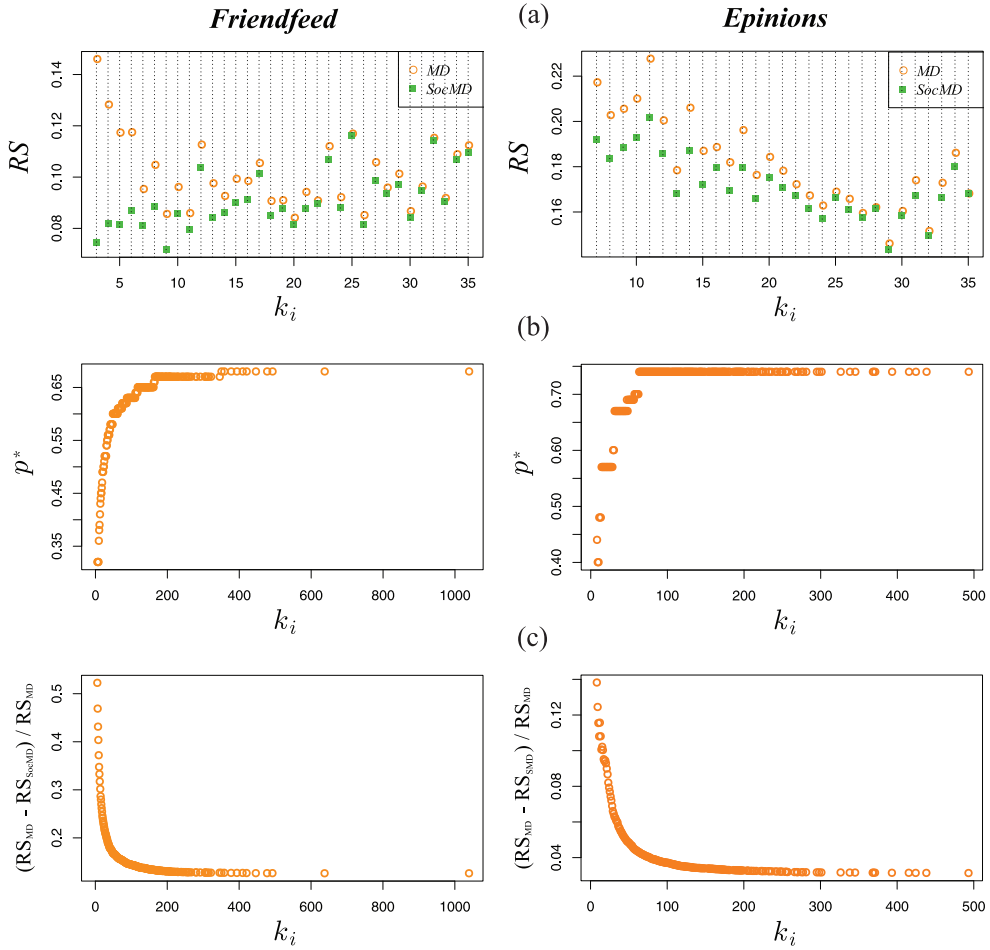 Friendfeed
(a)
Epinions
RS
0.08 0.10 0.12 0.14
MD
SocMD
5 10 15 20 25 30 35
k_i
RS
0.16 0.18 0.20 0.22
MD
SocMD
10 15 20 25 30 35
k_i
(b)
p*
0.35 0.45 0.55 0.65
0 200 400 600 800 1000
k_i
p*
0.40 0.50 0.60 0.70
0 100 200 300 400 500
k_i
(c)
(RS_MD - RS_SocMD) / RS_MD
0.2 0.3 0.4 0.5
0 200 400 600 800 1000
k_i
(RS_MD - RS_SMD) / RS_MD
0.04 0.08 0.12
0 100 200 300 400 500
k_i